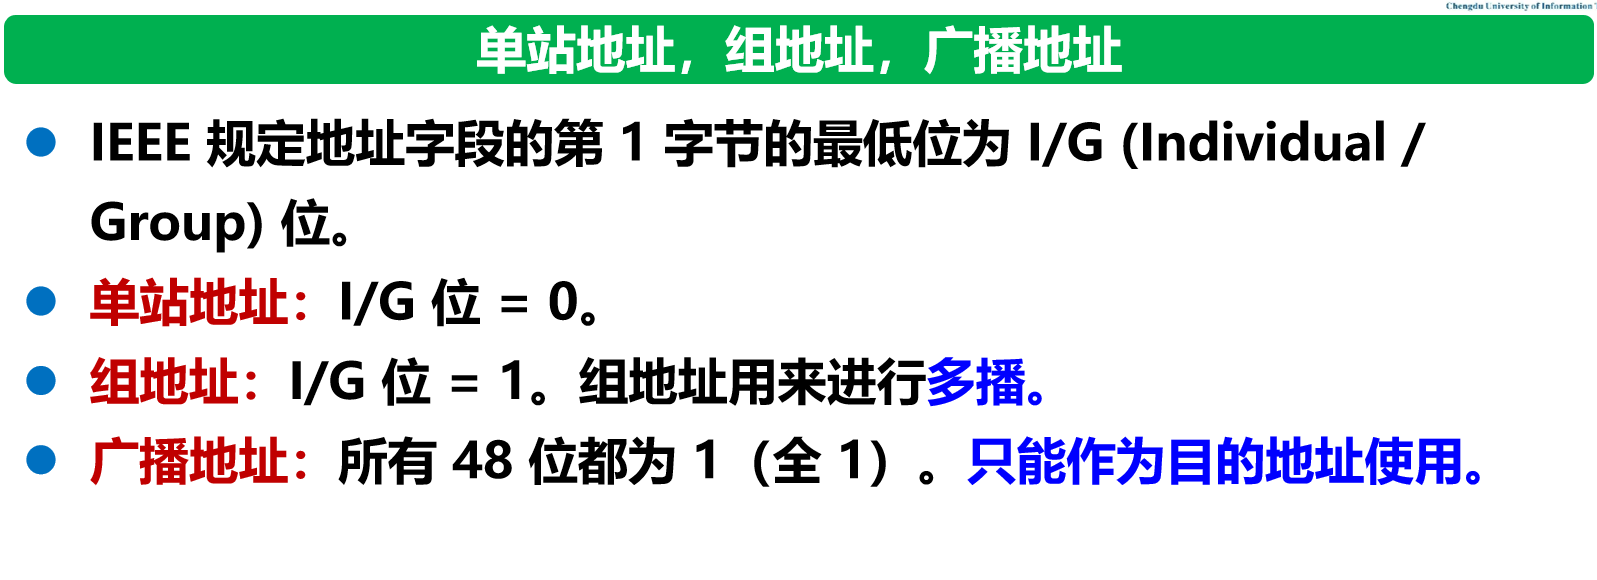 Chengdu University of Information
单站地址，组地址，广播地址
IEEE 规定地址字段的第 1 字节的最低位为 I/G (Individual /
Group) 位。
单站地址：I/G 位 = 0。
组地址：I/G 位 = 1。组地址用来进行多播。
广播地址：所有 48 位都为 1（全 1）。只能作为目的地址使用。